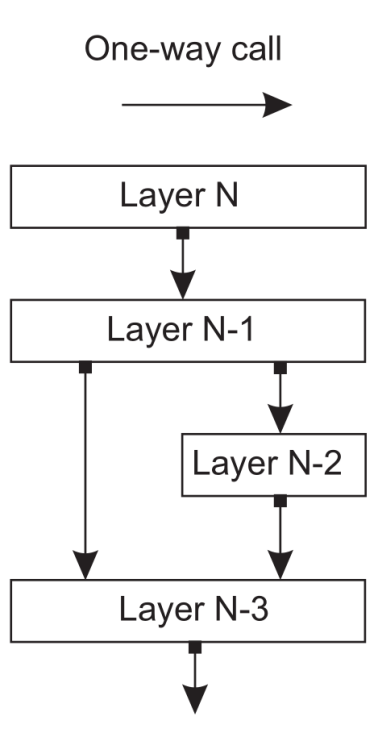 One-way call
Layer N
Layer N-1
Layer N-2
Layer N-3